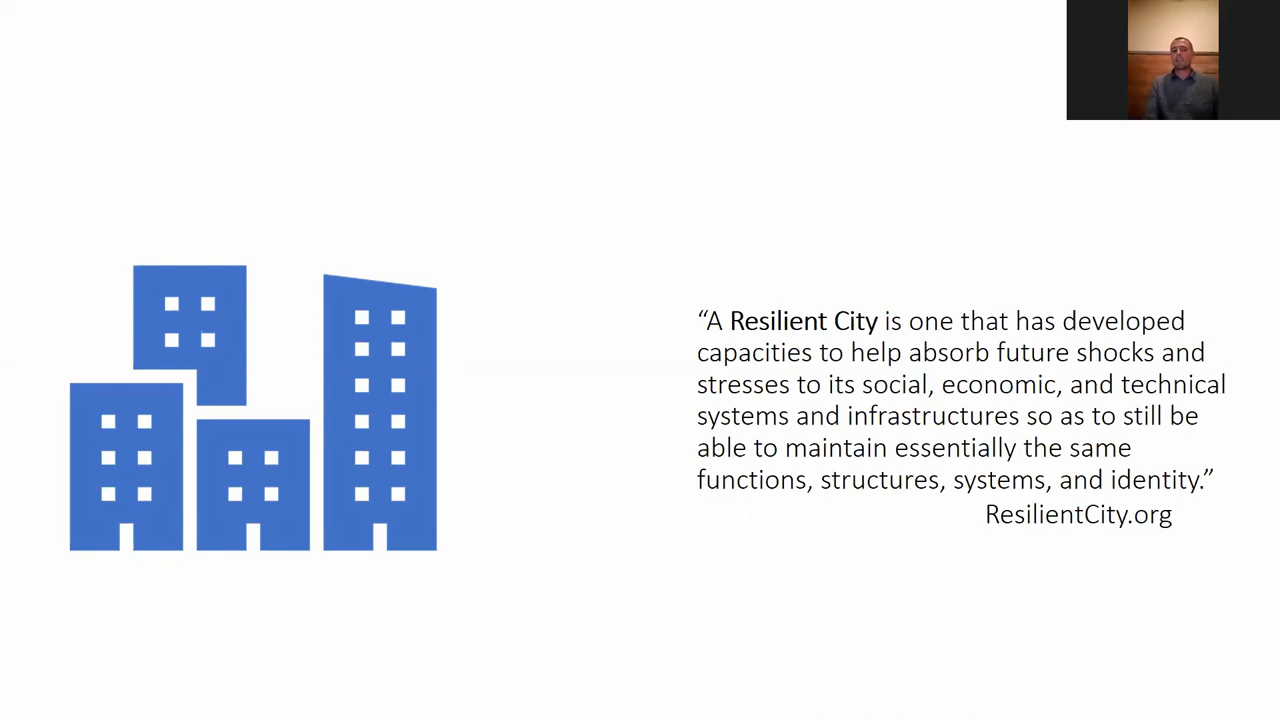 “A Resilient City is one that has developed
capacities to help absorb future shocks and
stresses to its social, economic, and technical
systems and infrastructures so as to still be
able to maintain essentially the same
functions, structures, systems, and identity.”
ResilientCity.org